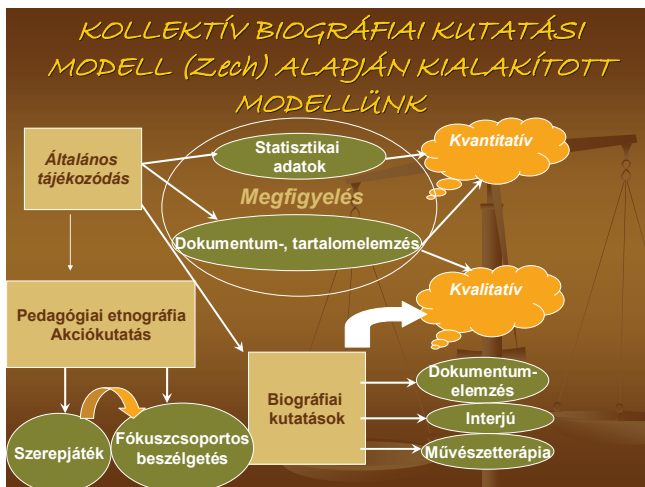 KOLLEKTÍV BIOGRÁFIAI KUTATÁSI
MODELL (Zech) ALAPJÁN KIALAKÍTOTT
MODELLÜNK
Általános
tájékozódás
Statisztikai
adatok
Kvantitatív
Megfigyelés
Dokumentum-, tartalomelemzés
Kvalitatív
Pedagógiai etnográfia
Akciókutatás
Biográfiai
kutatások
Dokumentum-
elemzés
Interjú
Művészetterápia
Szerepjáték
Fókuszcsoportos
beszélgetés